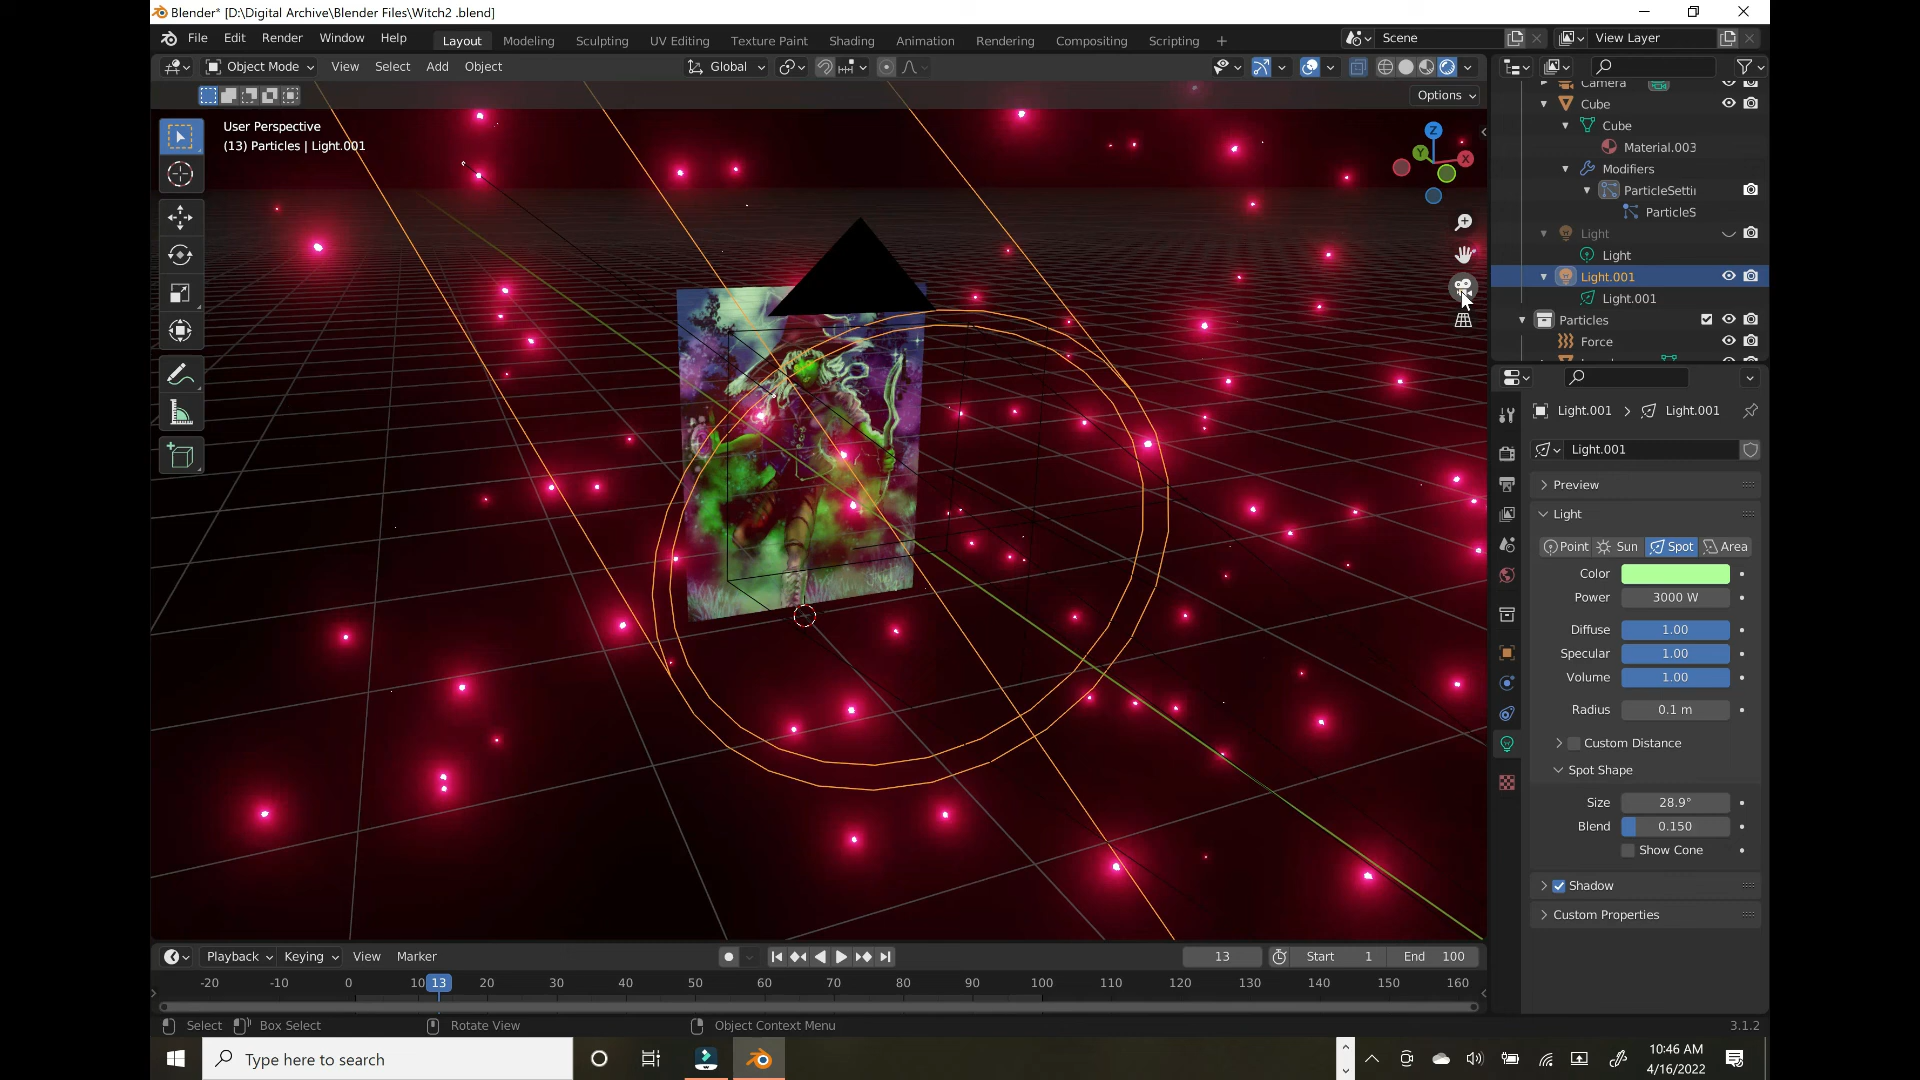 Blender* [D:\Digital Archive\Blender Files\Witch2 .blend]
File Edit Render Window Help Layout Modeling Sculpting UV Editing Texture Paint Shading Animation Rendering Compositing Scripting + Scene View Layer
Object Mode View Select Add Object Global
Options
User Perspective
(13) Particles | Light.001
Z
Y
X
Camera
Cube
Cube
Material.003
Modifiers
ParticleSettin
ParticleS
Light
Light
Light.001
Light.001
Particles
Force
Light.001 > Light.001
Light.001
Preview
Light
Point Sun Spot Area
Color
Power 3000 W
Diffuse 1.00
Specular 1.00
Volume 1.00
Radius 0.1 m
Custom Distance
Spot Shape
Size 28.9°
Blend 0.150
Show Cone
Shadow
Custom Properties
Playback Keying View Marker 13 Start 1 End 100
-20 -10 0 10 13 20 30 40 50 60 70 80 90 100 110 120 130 140 150 160
Select Box Select Rotate View Object Context Menu 3.1.2
Type here to search
10:46 AM
4/16/2022